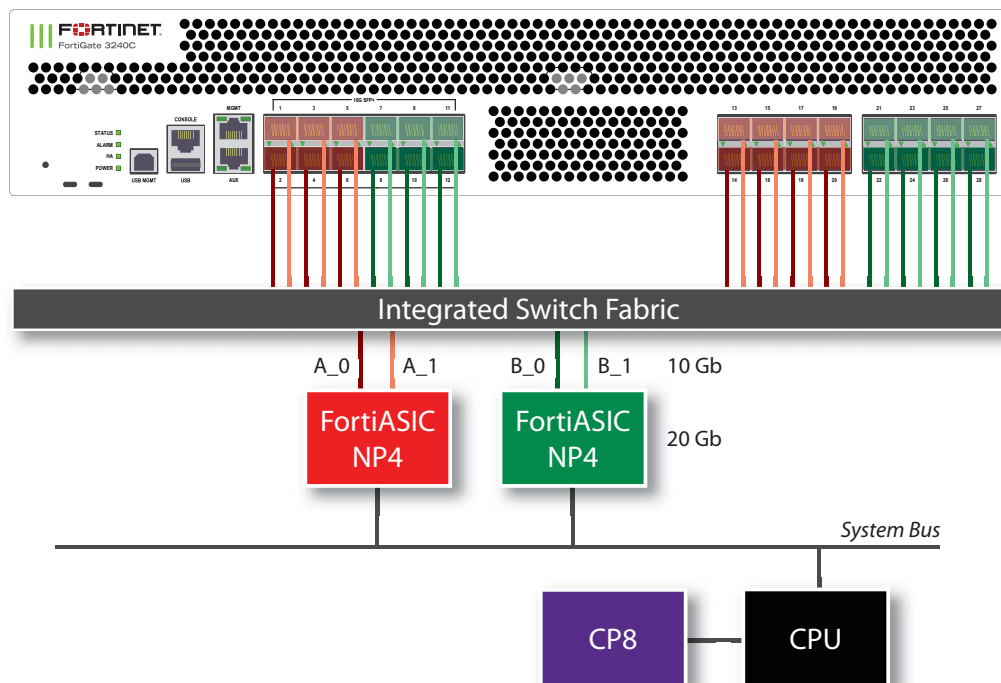 FORTINET
FortiGate 3240C
10G SFP+
MGMT
1 3 5 7 9 11
13 15 17 19
21 23 25 27
CONSOLE
STATUS
ALARM
HA
POWER
USB MGMT
USB
AUX
2 4 6 8 10 12
14 16 18 20
22 24 26 28
Integrated Switch Fabric
A_0 A_1 B_0 B_1 10 Gb
FortiASIC
NP4
FortiASIC
NP4
20 Gb
System Bus
CP8
CPU